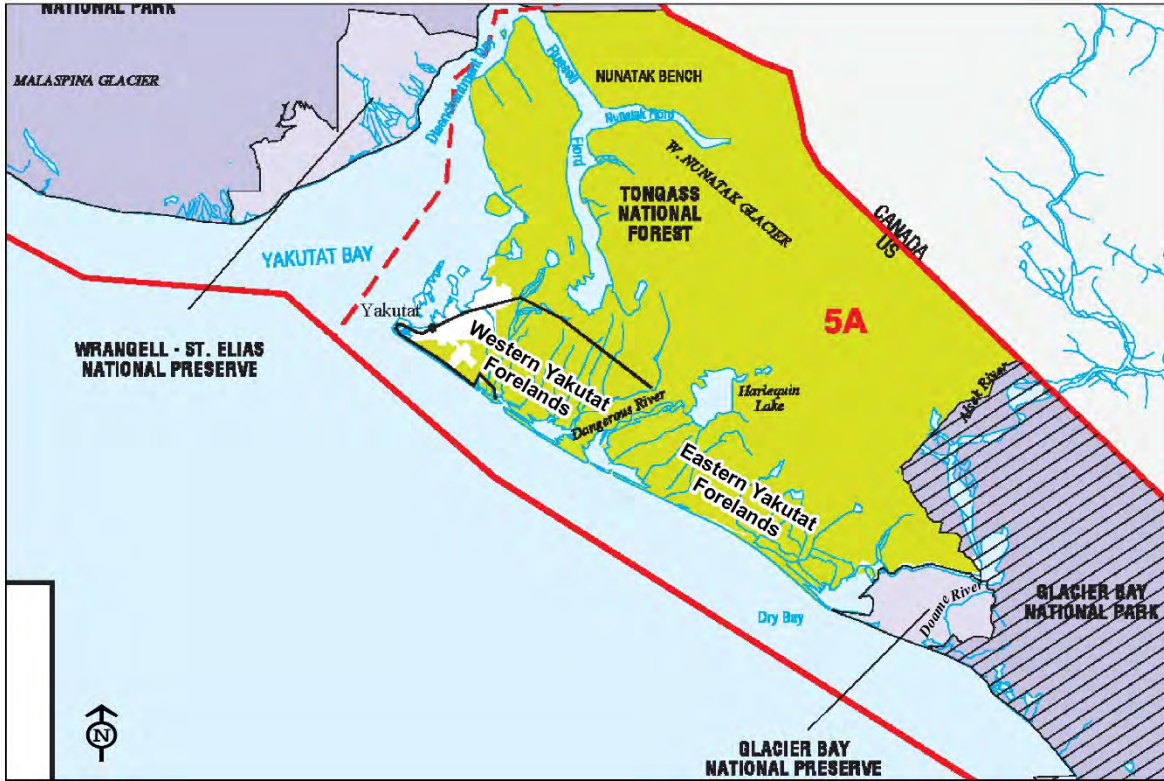 NATIONAL PARK
MALASPINA GLACIER
Disenchantment Bay
Russell
Fiord
NUNATAK BENCH
Nunatak Fiord
W. NUNATAK GLACIER
TONGASS
NATIONAL
FOREST
CANADA
US
YAKUTAT BAY
Yakutat
5A
WRANGELL - ST. ELIAS
NATIONAL PRESERVE
Western Yakutat
Forelands
Dangerous River
Harlequin
Lake
Alsek River
Eastern Yakutat
Forelands
Dry Bay
Doame River
GLACIER BAY
NATIONAL PARK
N
GLACIER BAY
NATIONAL PRESERVE